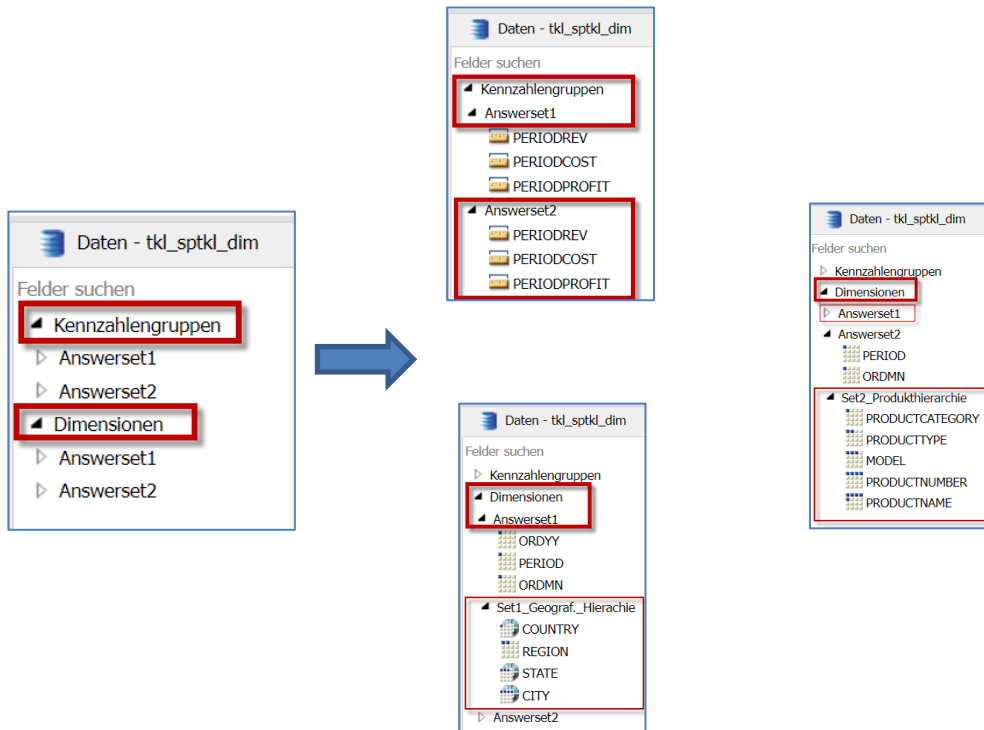 Daten - tkl_sptkl_dim
Felder suchen
Kennzahlengruppen
Answerset1
Answerset2
Dimensionen
Answerset1
Answerset2
Daten - tkl_sptkl_dim
Felder suchen
Kennzahlengruppen
Answerset1
PERIODREV
PERIODCOST
PERIODPROFIT
Answerset2
PERIODREV
PERIODCOST
PERIODPROFIT
Daten - tkl_sptkl_dim
Felder suchen
Kennzahlengruppen
Dimensionen
Answerset1
ORDYY
PERIOD
ORDMN
Set1_Geograf._Hierachie
COUNTRY
REGION
STATE
CITY
Answerset2
Daten - tkl_sptkl_dim
Felder suchen
Kennzahlengruppen
Dimensionen
Answerset1
Answerset2
PERIOD
ORDMN
Set2_Produkthierarchie
PRODUCTCATEGORY
PRODUCTTYPE
MODEL
PRODUCTNUMBER
PRODUCTNAME